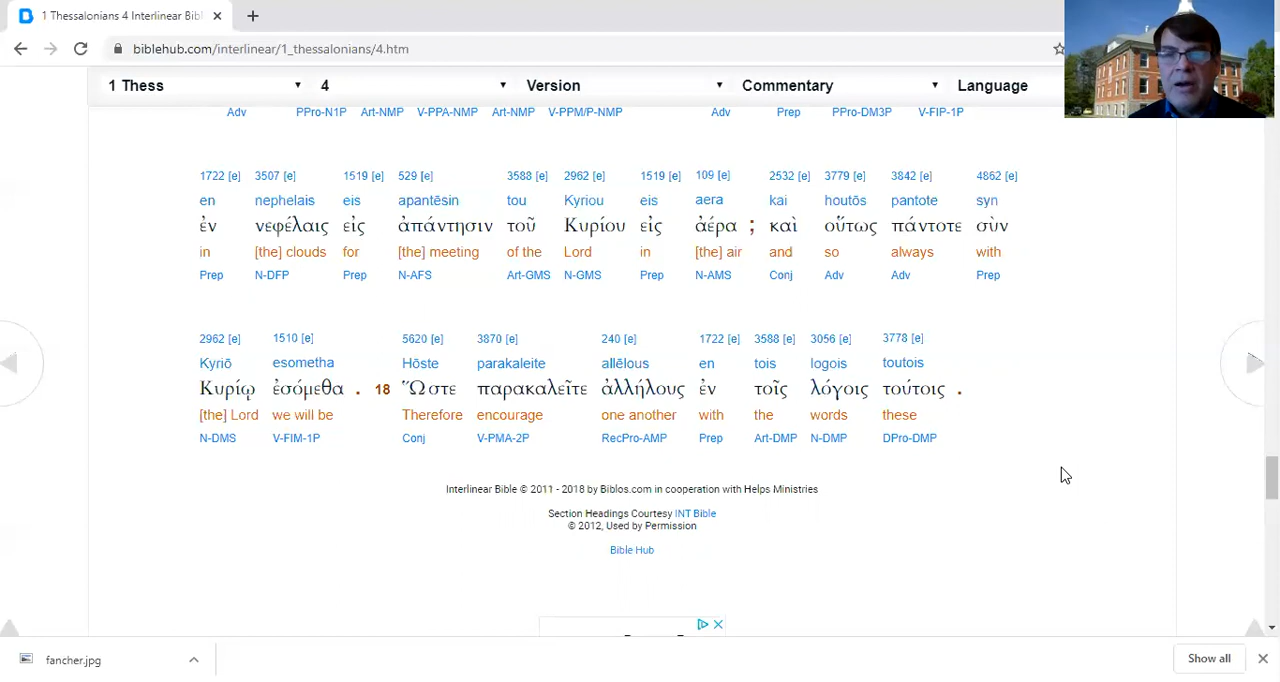 1 Thessalonians 4 Interlinear Bibl
biblehub.com/interlinear/1_thessalonians/4.htm
1 Thess 4 Version Commentary Language
Adv PPro-N1P Art-NMP V-PPA-NMP Art-NMP V-PPM/P-NMP Adv Prep PPro-DM3P V-FIP-1P
1722 [e] 3507 [e] 1519 [e] 529 [e] 3588 [e] 2962 [e] 1519 [e] 109 [e] 2532 [e] 3779 [e] 3842 [e] 4862 [e]
en nephelais eis apantēsin tou Kyriou eis aera kai houtōs pantote syn
ἐν νεφέλαις εἰς ἀπάντησιν τοῦ Κυρίου εἰς ἀέρα ; καὶ οὕτως πάντοτε σὺν
in [the] clouds for [the] meeting of the Lord in [the] air and so always with
Prep N-DFP Prep N-AFS Art-GMS N-GMS Prep N-AMS Conj Adv Adv Prep
2962 [e] 1510 [e] 5620 [e] 3870 [e] 240 [e] 1722 [e] 3588 [e] 3056 [e] 3778 [e]
Kyriō esometha Hōste parakaleite allēlous en tois logois toutois
Κυρίῳ ἐσόμεθα . 18 Ὥστε παρακαλεῖτε ἀλλήλους ἐν τοῖς λόγοις τούτοις .
[the] Lord we will be Therefore encourage one another with the words these
N-DMS V-FIM-1P Conj V-PMA-2P RecPro-AMP Prep Art-DMP N-DMP DPro-DMP
Interlinear Bible © 2011 - 2018 by Biblos.com in cooperation with Helps Ministries
Section Headings Courtesy INT Bible
© 2012, Used by Permission
Bible Hub
fancher.jpg
Show all